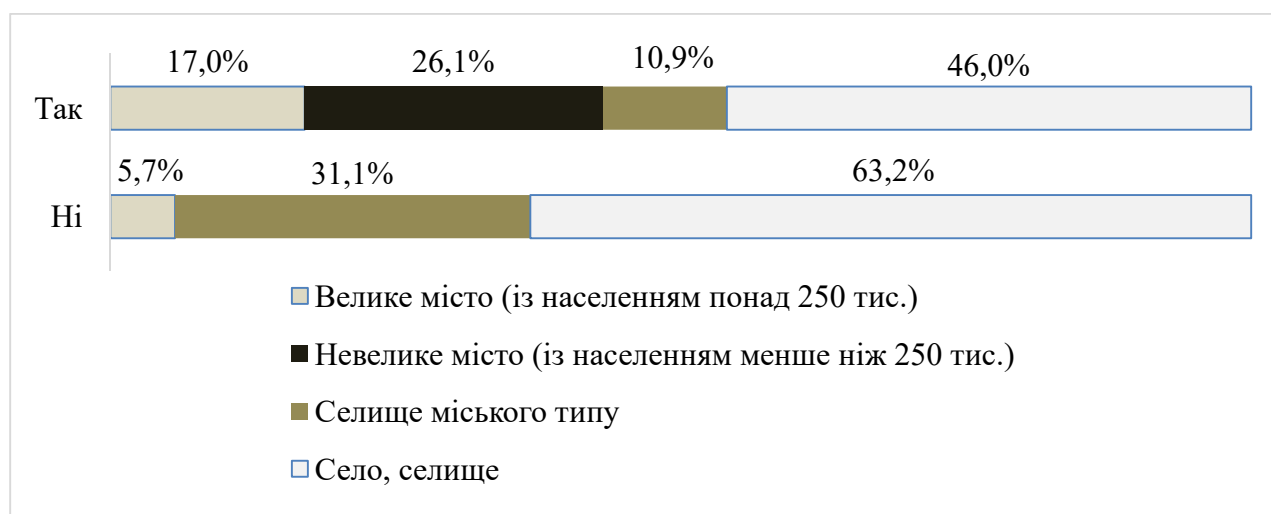 17,0% 26,1% 10,9% 46,0%
Так
5,7% 31,1% 63,2%
Ні
Велике місто (із населенням понад 250 тис.)
Невелике місто (із населенням менше ніж 250 тис.)
Селище міського типу
Село, селище